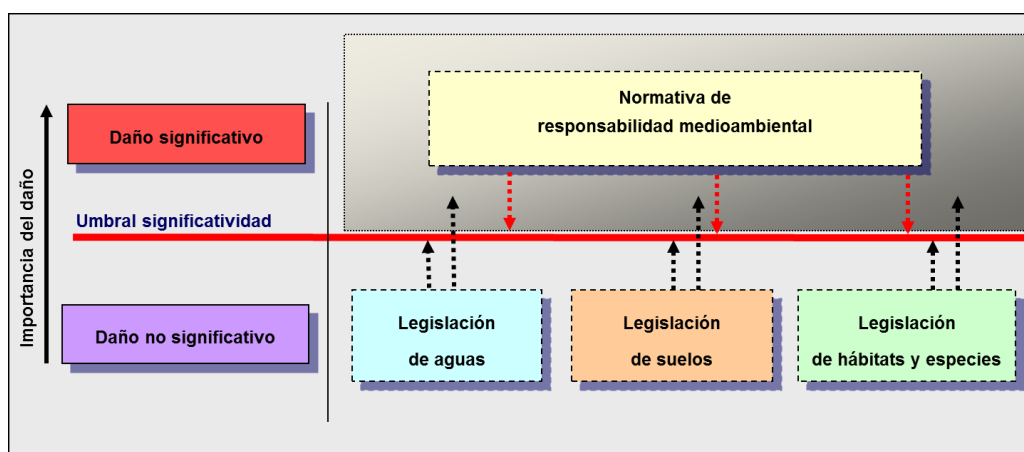 Importancia del daño
Daño significativo
Umbral significatividad
Daño no significativo
Normativa de
responsabilidad medioambiental
Legislación
de aguas
Legislación
de suelos
Legislación
de hábitats y especies